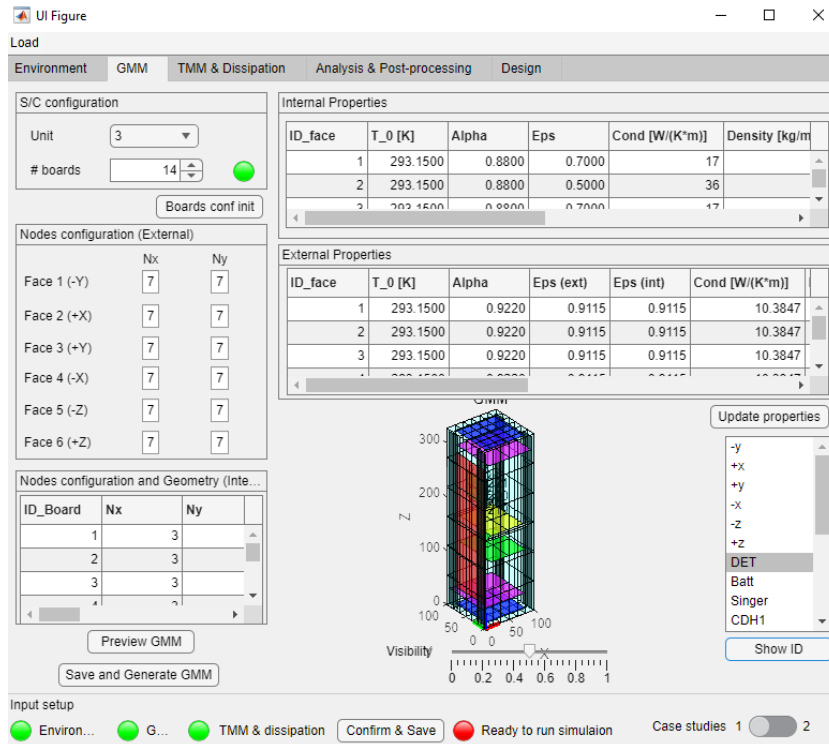 UI Figure
Load
Environment GMM TMM & Dissipation Analysis & Post-processing Design
S/C configuration
Unit 3
# boards 14
Boards conf init
Nodes configuration (External)
Nx Ny
Face 1 (-Y) 7 7
Face 2 (+X) 7 7
Face 3 (+Y) 7 7
Face 4 (-X) 7 7
Face 5 (-Z) 7 7
Face 6 (+Z) 7 7
Nodes configuration and Geometry (Inte...
ID_Board Nx Ny
1 3
2 3
3 3
Preview GMM
Save and Generate GMM
Internal Properties
ID_face T_0 [K] Alpha Eps Cond [W/(K*m)] Density [kg/m
1 293.1500 0.8800 0.7000 17
2 293.1500 0.8800 0.5000 36
3 293.1500 0.8800 0.7000 17
External Properties
ID_face T_0 [K] Alpha Eps (ext) Eps (int) Cond [W/(K*m)]
1 293.1500 0.9220 0.9115 0.9115 10.3847
2 293.1500 0.9220 0.9115 0.9115 10.3847
3 293.1500 0.9220 0.9115 0.9115 10.3847
GMM
300
200
Z
100
0
100
50
0 0
50
100
X
Visibility
0 0.2 0.4 0.6 0.8 1
Update properties
-y
+x
+y
-x
-z
+z
DET
Batt
Singer
CDH1
Show ID
Input setup
Environ... G... TMM & dissipation Confirm & Save Ready to run simulaion Case studies 1 2